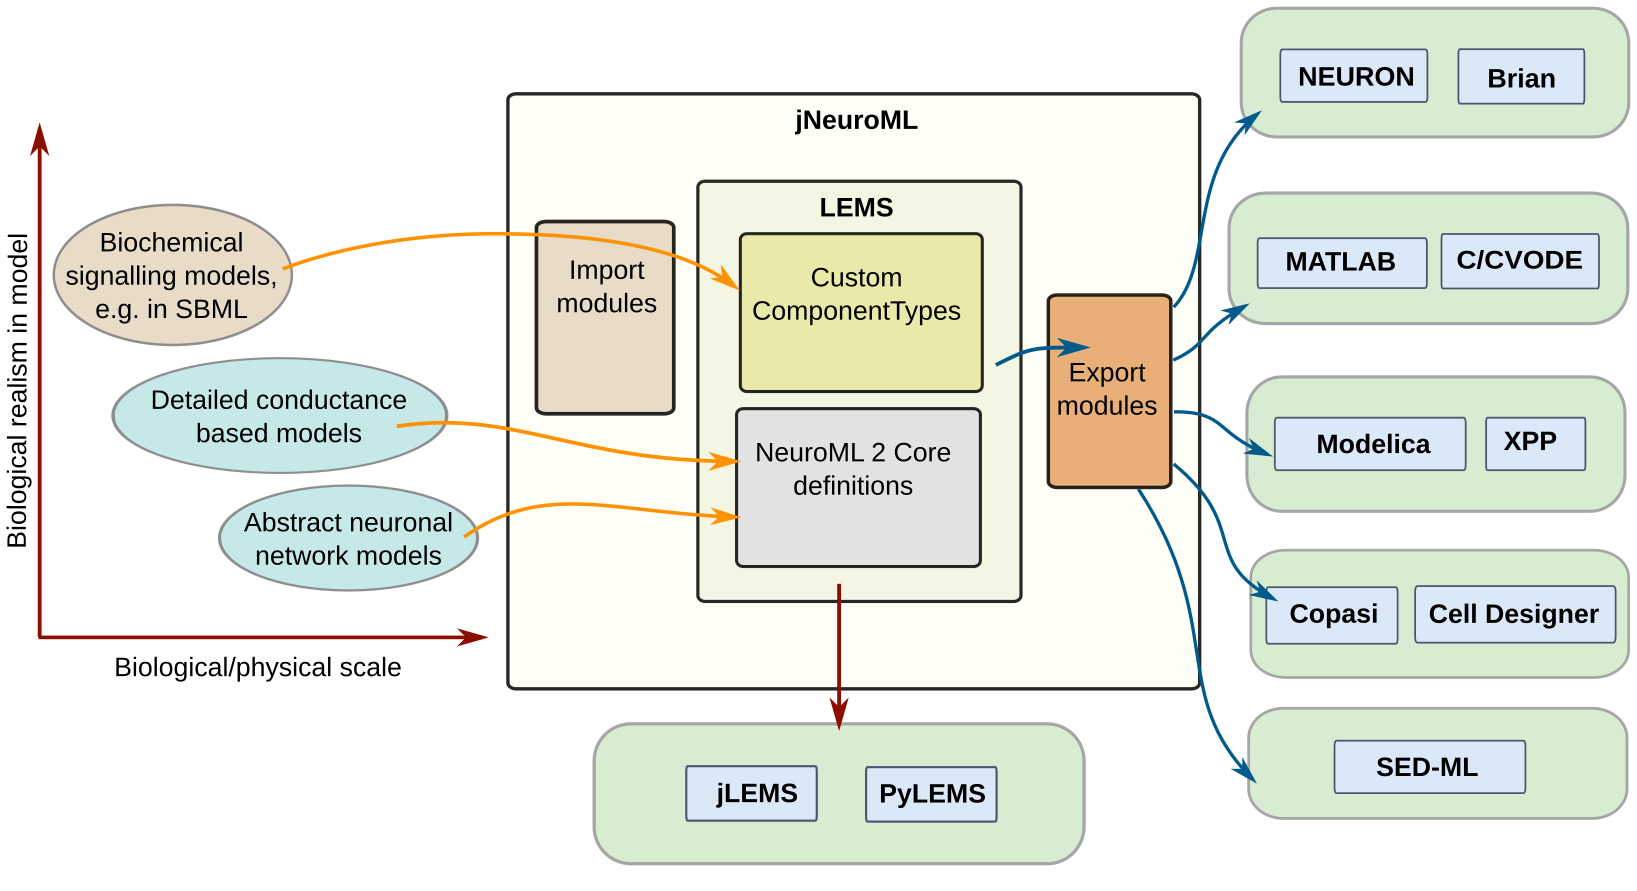 Biological realism in model
Biochemical
signalling models,
e.g. in SBML
Detailed conductance
based models
Abstract neuronal
network models
Biological/physical scale
jNeuroML
Import
modules
LEMS
Custom
ComponentTypes
NeuroML 2 Core
definitions
Export
modules
jLEMS
PyLEMS
NEURON
Brian
MATLAB
C/CVODE
Modelica
XPP
Copasi
Cell Designer
SED-ML